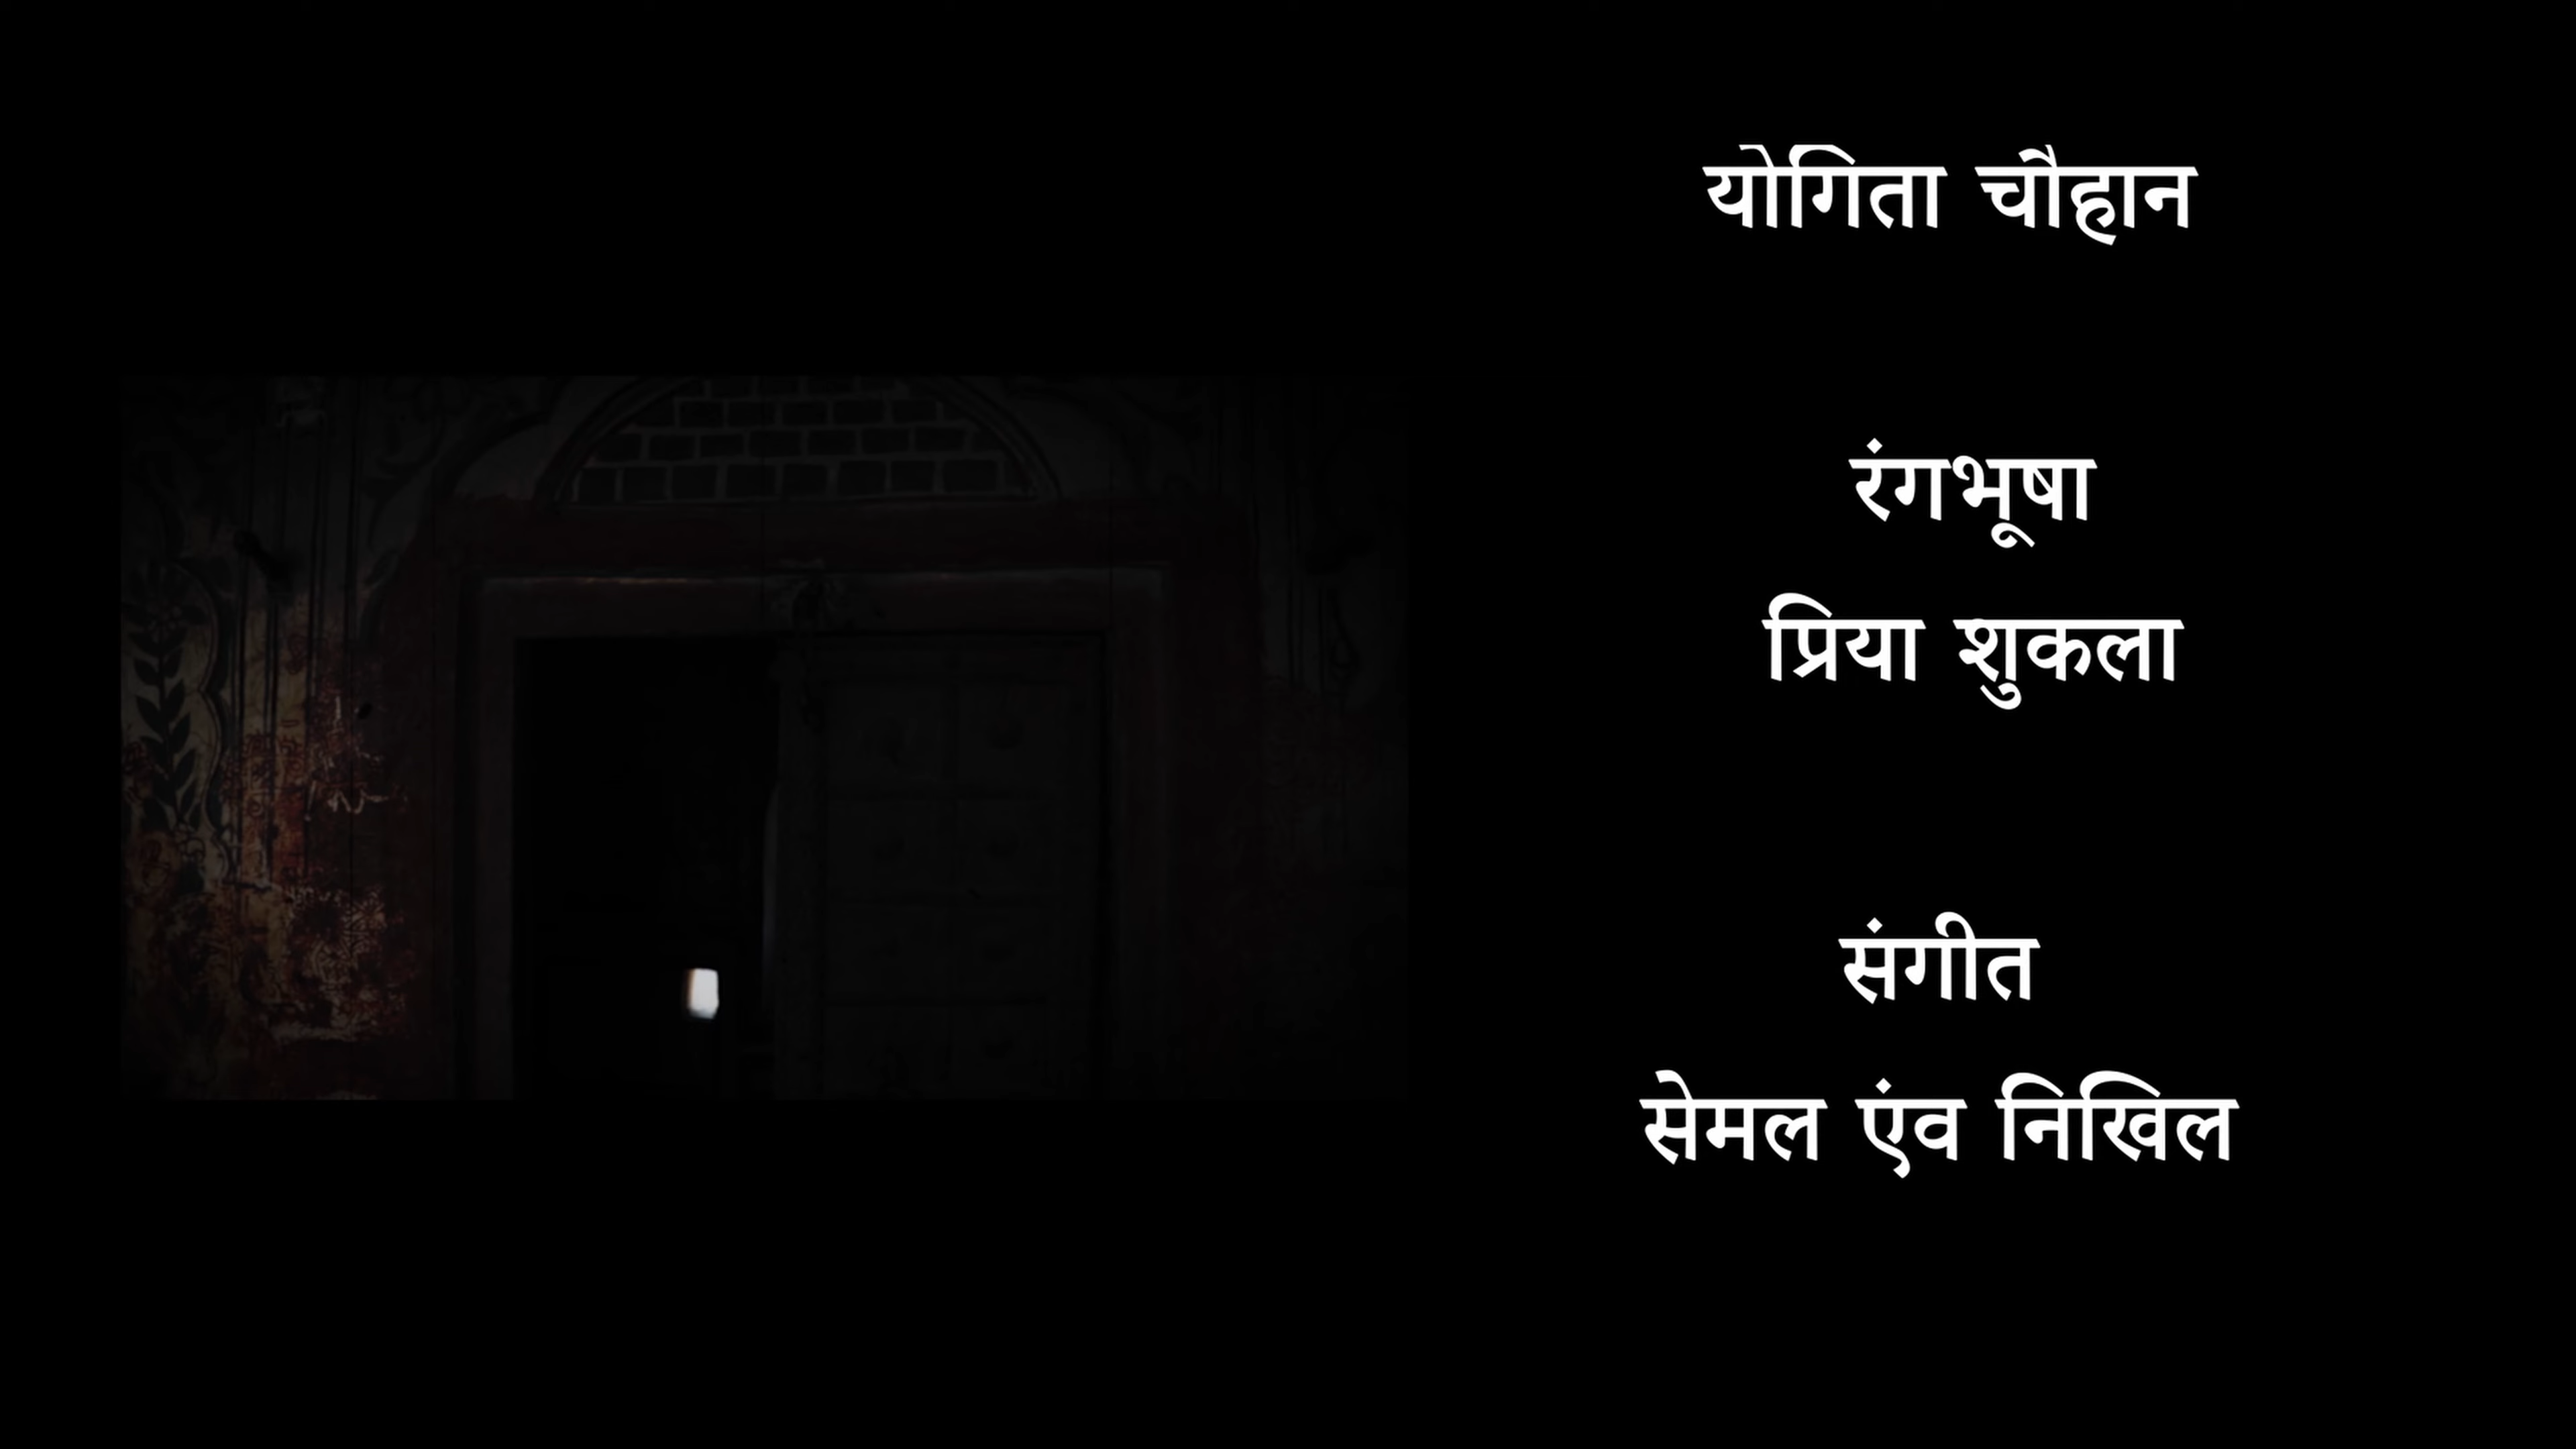 योगिता चौहान
रंगभूषा
प्रिया शुकला
संगीत
सेमल एंव निखिल